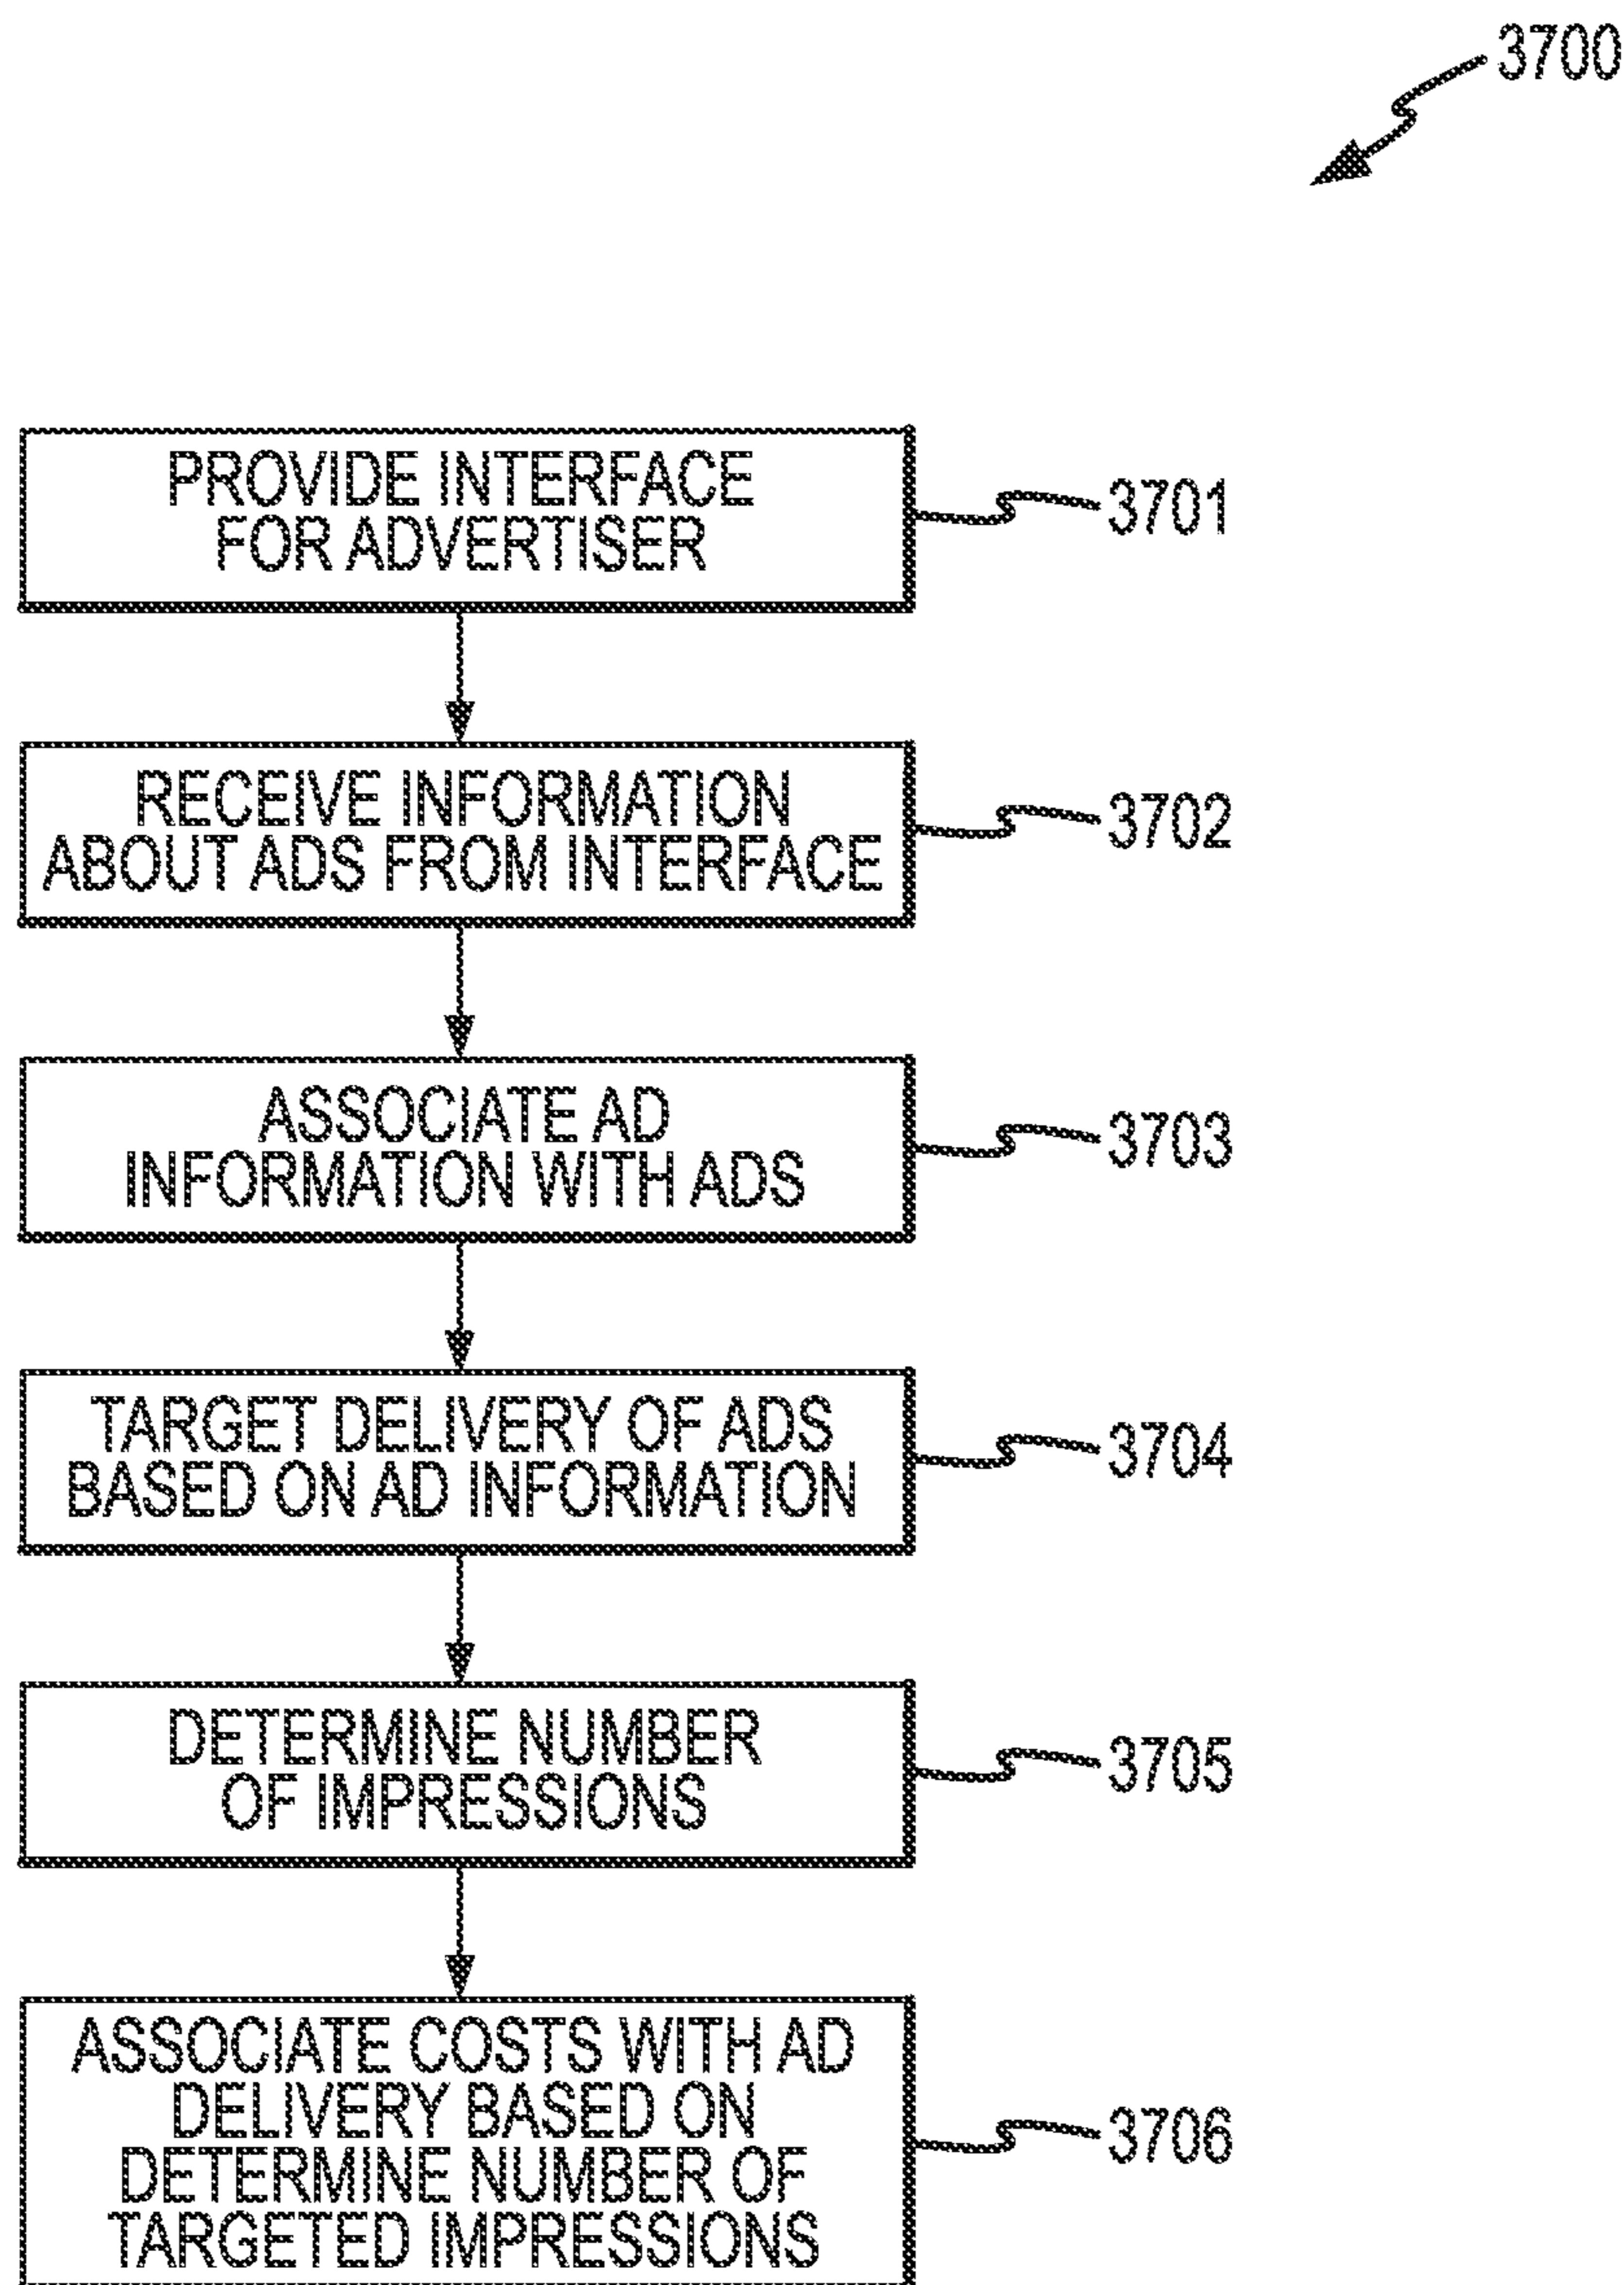 3700
PROVIDE INTERFACE
FOR ADVERTISER
3701
RECEIVE INFORMATION
ABOUT ADS FROM INTERFACE
3702
ASSOCIATE AD
INFORMATION WITH ADS
3703
TARGET DELIVERY OF ADS
BASED ON AD INFORMATION
3704
DETERMINE NUMBER
OF IMPRESSIONS
3705
ASSOCIATE COSTS WITH AD
DELIVERY BASED ON
DETERMINE NUMBER OF
TARGETED IMPRESSIONS
3706